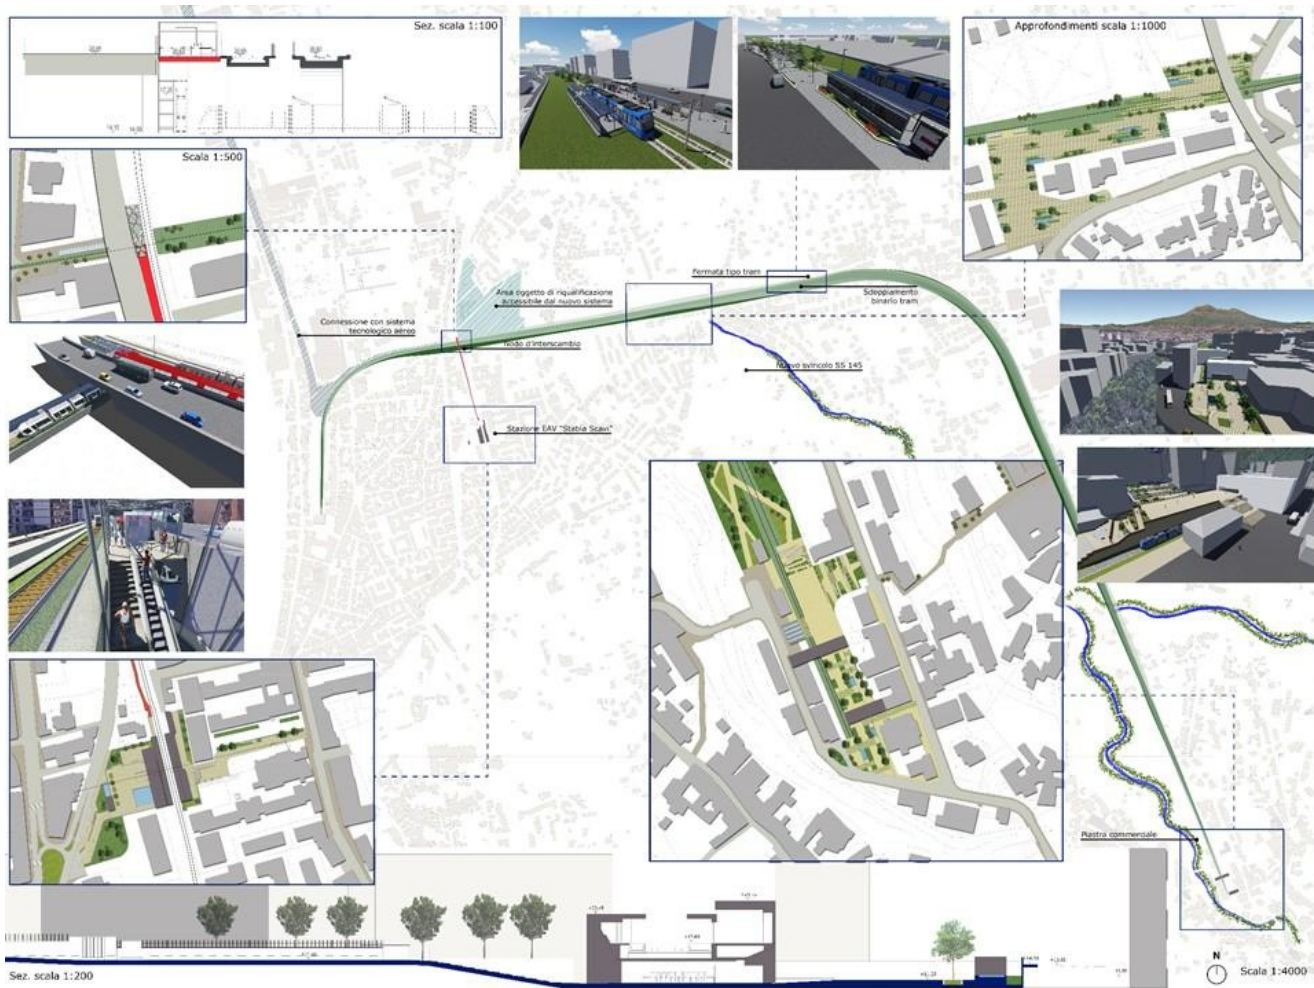 Sez. scala 1:100
Approfondimenti scala 1:1000
Scala 1:500
Fermata tipo tram
Sdoppiamento
binario tram
Area oggetto di riqualificazione
accessibile dal nuovo sistema
Connessione con sistema
tecnologico aereo
Nodo d'interscambio
Nuovo svincolo SS 145
Stazione EAV "Stabia Scavi"
Piastra commerciale
Sez. scala 1:200
N
Scala 1:4000